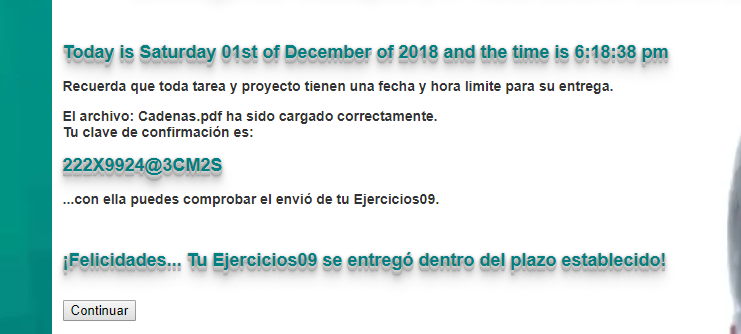 Today is Saturday 01st of December of 2018 and the time is 6:18:38 pm
Recuerda que toda tarea y proyecto tienen una fecha y hora limite para su entrega.
El archivo: Cadenas.pdf ha sido cargado correctamente.
Tu clave de confirmación es:
222X9924@3CM2S
...con ella puedes comprobar el envió de tu Ejercicios09.
¡Felicidades... Tu Ejercicios09 se entregó dentro del plazo establecido!
Continuar